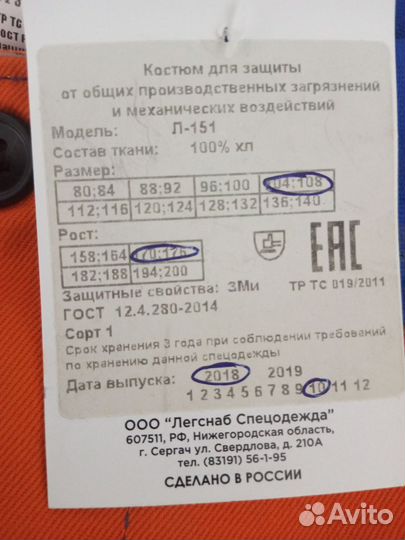 ТР ТС
Костюм для защиты
от общих производственных загрязнений
и механических воздействий
Модель: Л-151
Состав ткани: 100% хл
Размер:
80;84 88;92 96;100 104;108
112;116 120;124 128;132 136;140
Рост:
158;164 170;176
182;188 194;200
EAC
Защитные свойства: ЗМи ТР ТС 019/2011
ГОСТ 12.4.280-2014
Сорт 1
Срок хранения 3 года при соблюдении требований
по хранению данной спецодежды
Дата выпуска: 2018 2019
1 2 3 4 5 6 7 8 9 10 11 12
ООО "Легснаб Спецодежда"
607511, РФ, Нижегородская область,
г. Сергач ул. Свердлова, д. 210А
тел. (83191) 56-1-95
СДЕЛАНО В РОССИИ
Avito